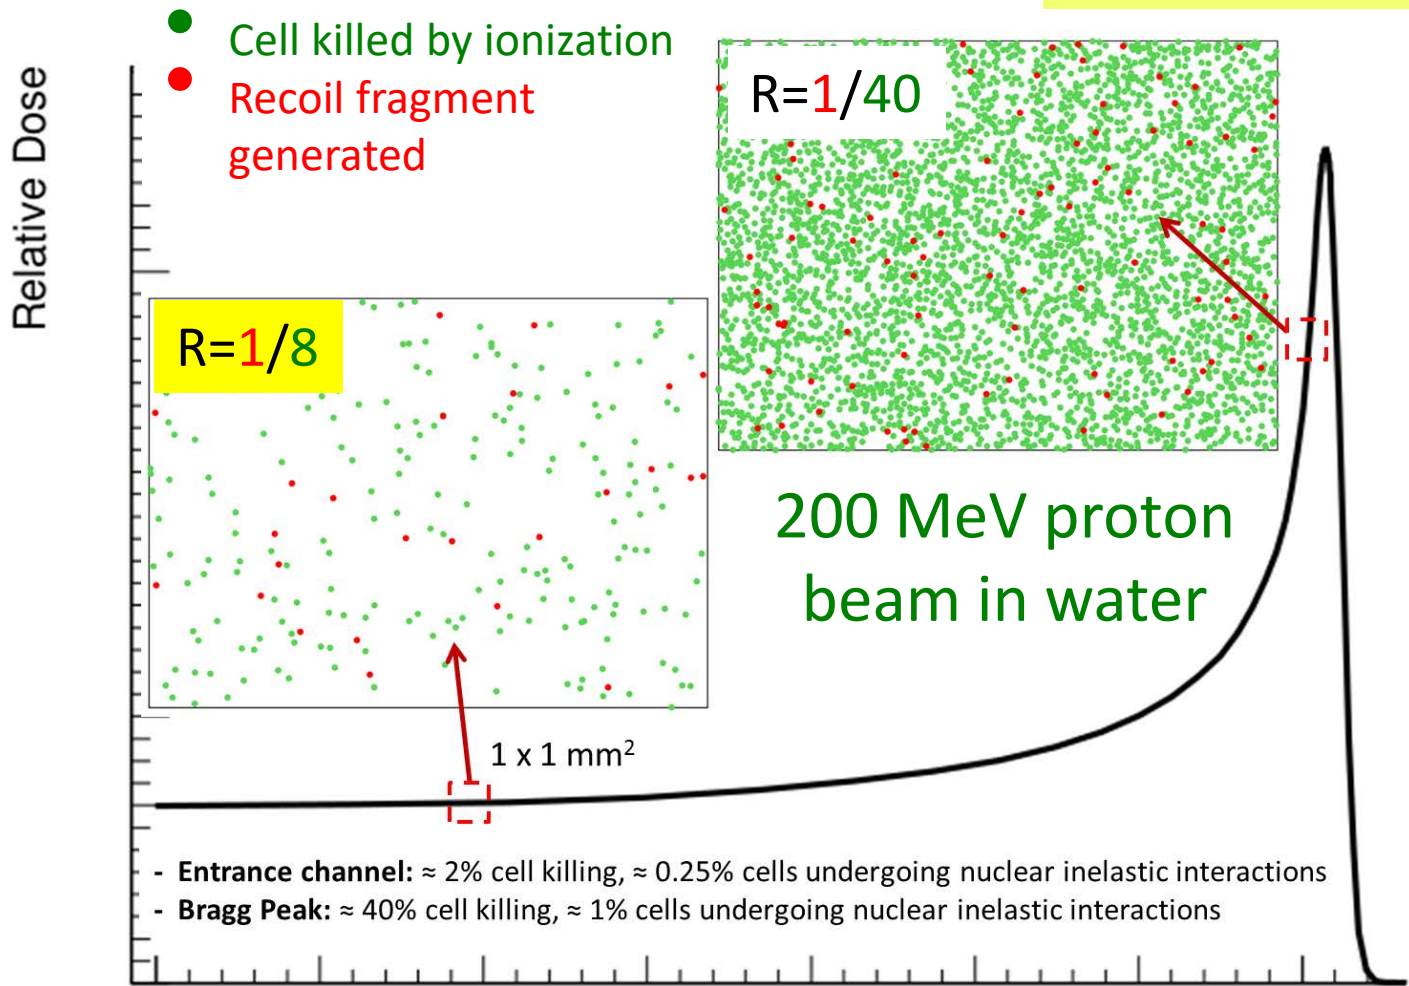 Cell killed by ionization
Recoil fragment
generated
Relative Dose
R=1/40
R=1/8
200 MeV proton
beam in water
1 x 1 mm²
- Entrance channel: ≈ 2% cell killing, ≈ 0.25% cells undergoing nuclear inelastic interactions
- Bragg Peak: ≈ 40% cell killing, ≈ 1% cells undergoing nuclear inelastic interactions